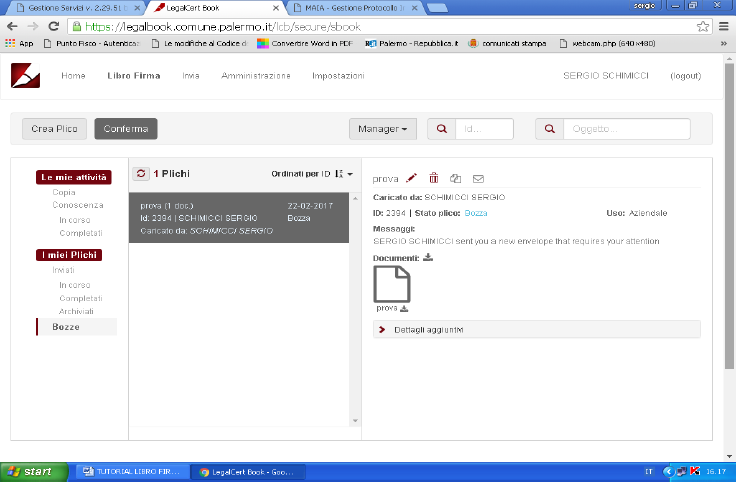 Gestione Servizi v. 2.29.51
LegalCert Book
MAIA - Gestione Protocollo
sergio
https://legalbook.comune.palermo.it/lcb/secure/sbook
App
Punto Fisco - Autentica
Le modifiche al Codice d
Convertire Word in PDF
Palermo - Repubblica.it
comunicati stampa
webcam.php (640×480)
Home
Libro Firma
Invia
Amministrazione
Impostazioni
SERGIO SCHIMICCI
(logout)
Crea Plico
Conferma
Manager
Id...
Oggetto...
Le mie attività
Copia
Conoscenza
In corso
Completati
I miei Plichi
Inviati
In corso
Completati
Archiviati
Bozze
1 Plichi
Ordinati per ID
prova (1 doc.)
22-02-2017
Id: 2394 | SCHIMICCI SERGIO
Bozza
Caricato da: SCHIMICCI SERGIO
prova
Caricato da: SCHIMICCI SERGIO
ID: 2394 | Stato plico: Bozza
Uso: Aziendale
Messaggi:
SERGIO SCHIMICCI sent you a new envelope that requires your attention
Documenti:
prova
Dettagli aggiuntivi
start
TUTORIAL LIBRO FIR...
LegalCert Book - Goo...
IT
16.17